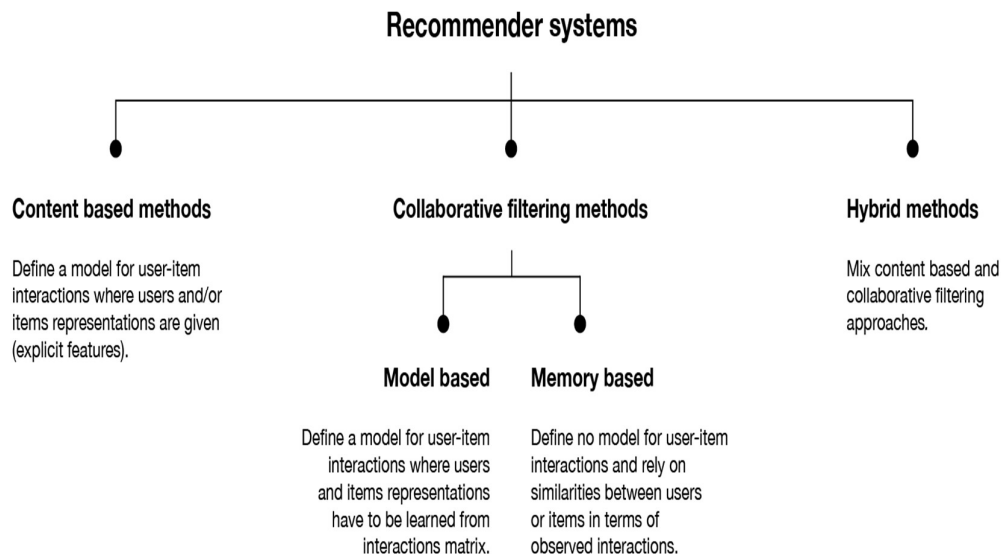 Recommender systems
Content based methods
Define a model for user-item
interactions where users and/or
items representations are given
(explicit features).
Collaborative filtering methods
Model based
Define a model for user-item
interactions where users
and items representations
have to be learned from
interactions matrix.
Memory based
Define no model for user-item
interactions and rely on
similarities between users
or items in terms of
observed interactions.
Hybrid methods
Mix content based and
collaborative filtering
approaches.